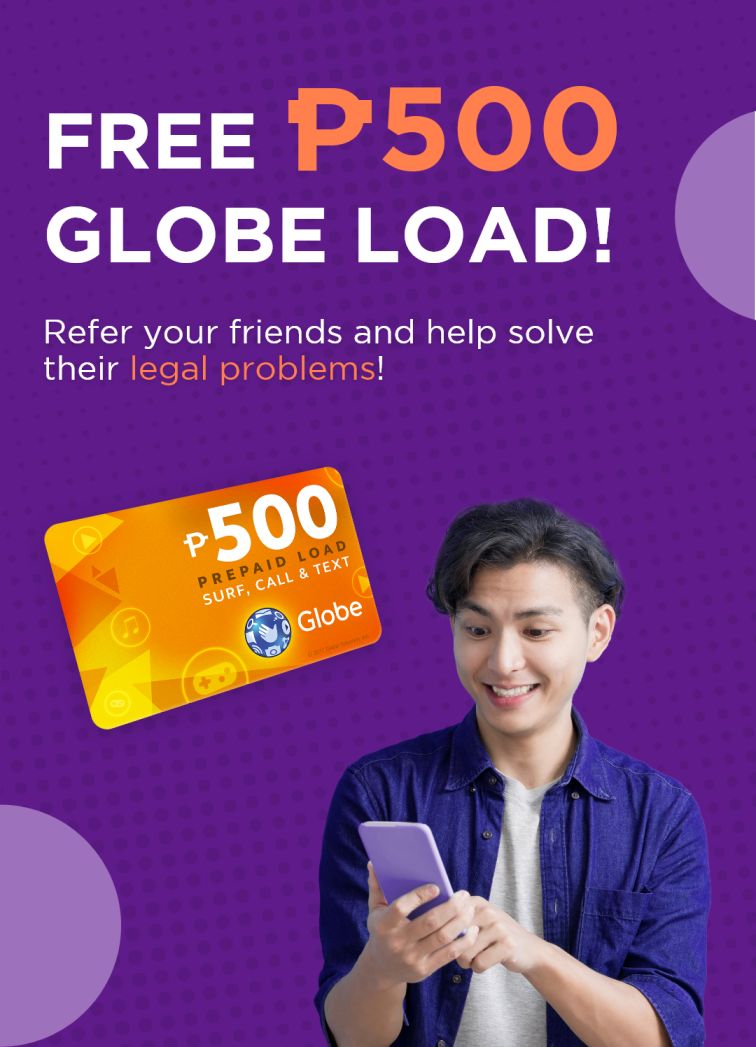 FREE ₱500
GLOBE LOAD!
Refer your friends and help solve
their legal problems!
₱500
PREPAID LOAD
SURF, CALL & TEXT
Globe